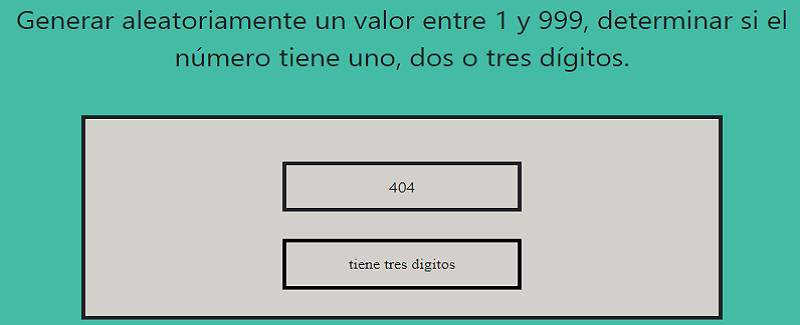 Generar aleatoriamente un valor entre 1 y 999, determinar si el
número tiene uno, dos o tres dígitos.
404
tiene tres digitos